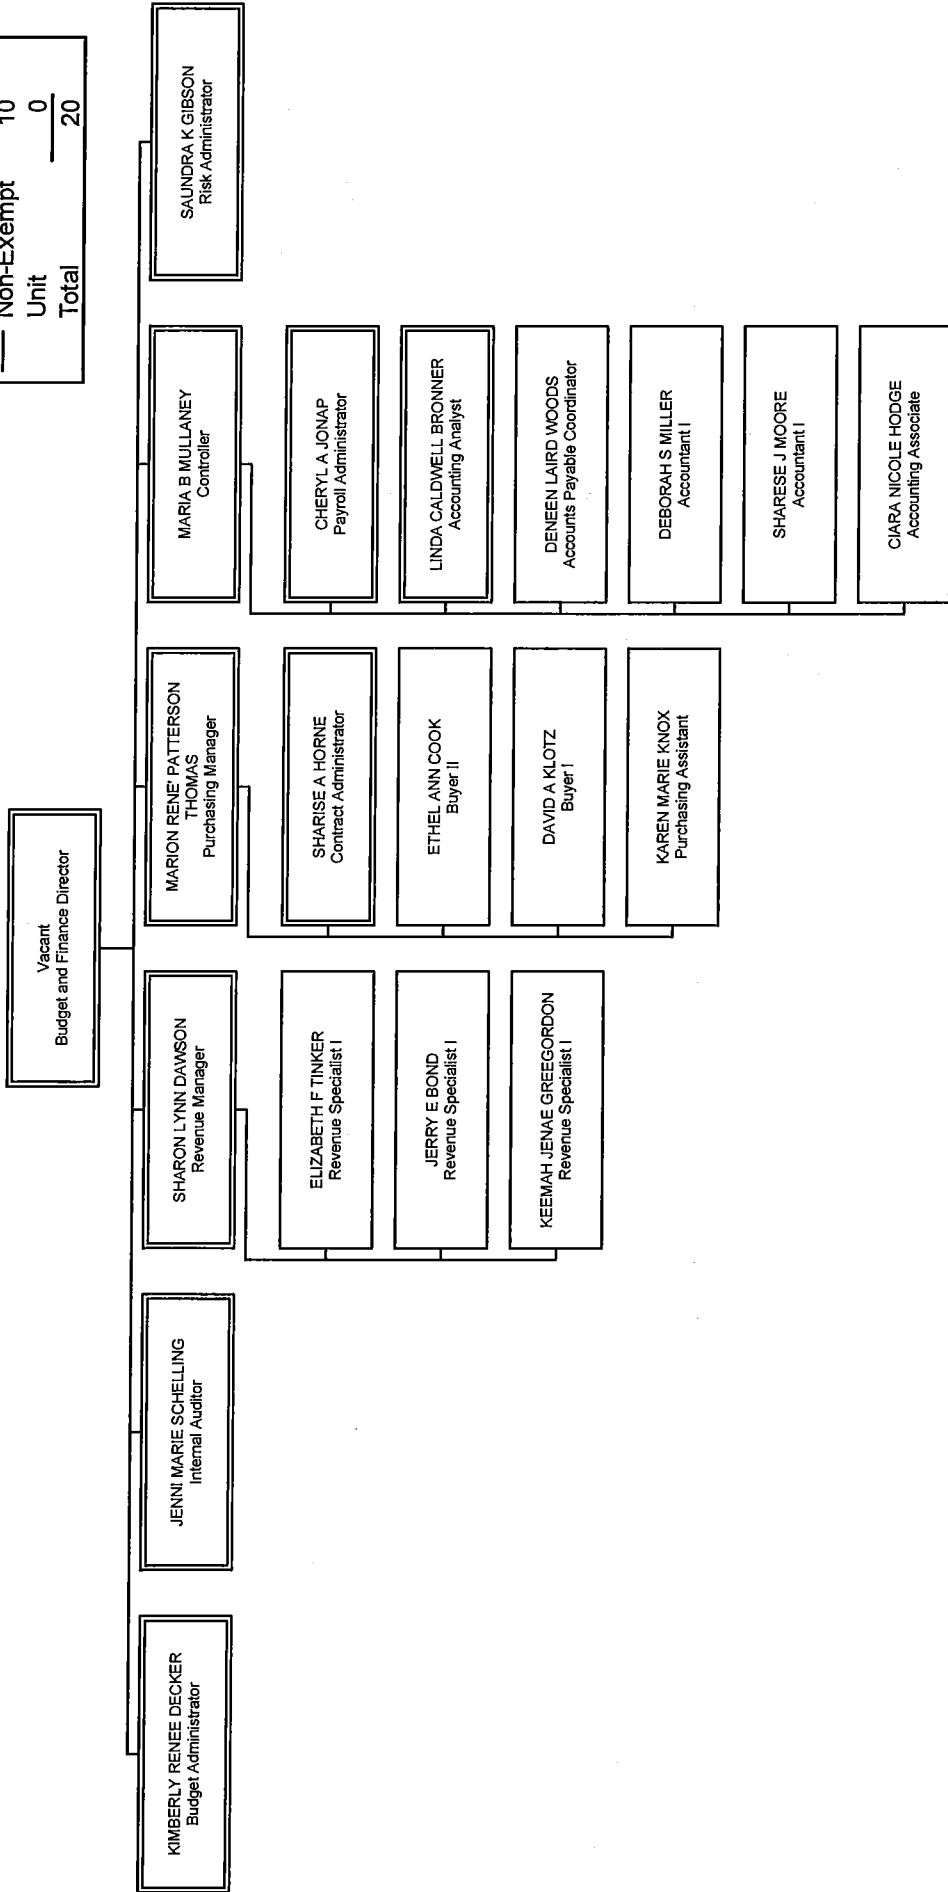 Non-Exempt 10
Unit 0
Total 20
Vacant
Budget and Finance Director
KIMBERLY RENEE DECKER
Budget Administrator
JENNI MARIE SCHELLING
Internal Auditor
SHARON LYNN DAWSON
Revenue Manager
ELIZABETH F TINKER
Revenue Specialist I
JERRY E BOND
Revenue Specialist I
KEEMAH JENAE GREEGORDON
Revenue Specialist I
MARION RENE' PATTERSON
THOMAS
Purchasing Manager
SHARISE A HORNE
Contract Administrator
ETHEL ANN COOK
Buyer II
DAVID A KLOTZ
Buyer I
KAREN MARIE KNOX
Purchasing Assistant
MARIA B MULLANEY
Controller
CHERYL A JONAP
Payroll Administrator
LINDA CALDWELL BRONNER
Accounting Analyst
DENEEN LAIRD WOODS
Accounts Payable Coordinator
DEBORAH S MILLER
Accountant I
SHARESE J MOORE
Accountant I
CIARA NICOLE HODGE
Accounting Associate
SAUNDRA K GIBSON
Risk Administrator